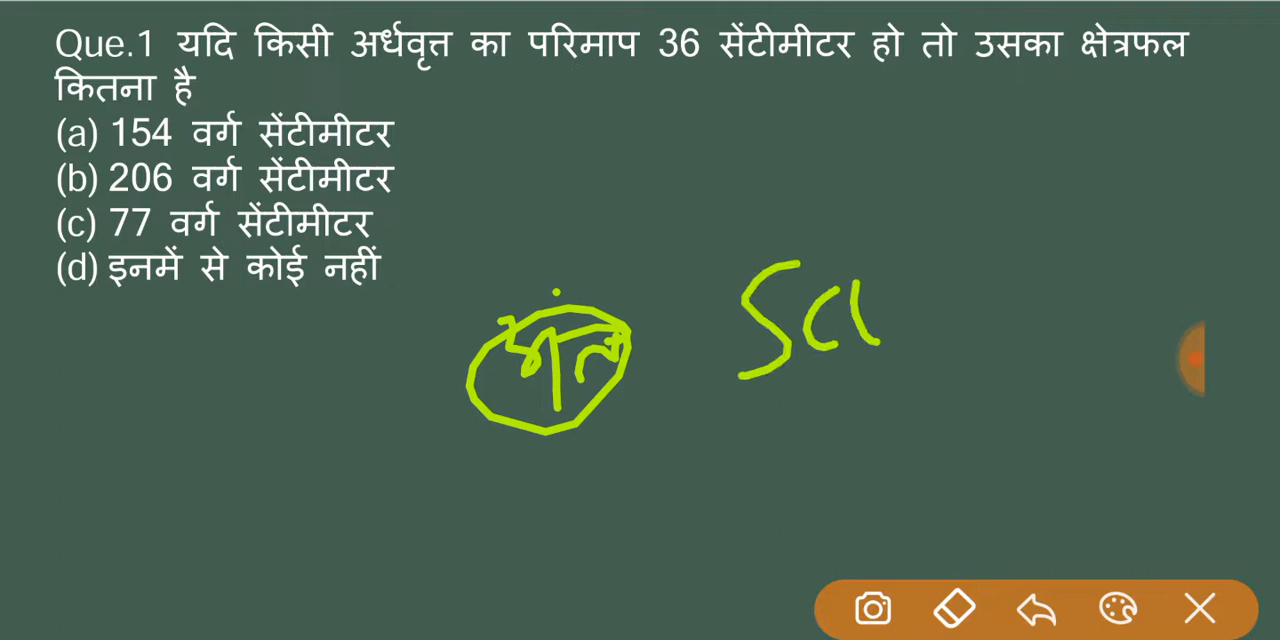 Que.1 यदि किसी अर्धवृत्त का परिमाप 36 सेंटीमीटर हो तो उसका क्षेत्रफल
कितना है
(a) 154 वर्ग सेंटीमीटर
(b) 206 वर्ग सेंटीमीटर
(c) 77 वर्ग सेंटीमीटर
(d) इनमें से कोई नहीं